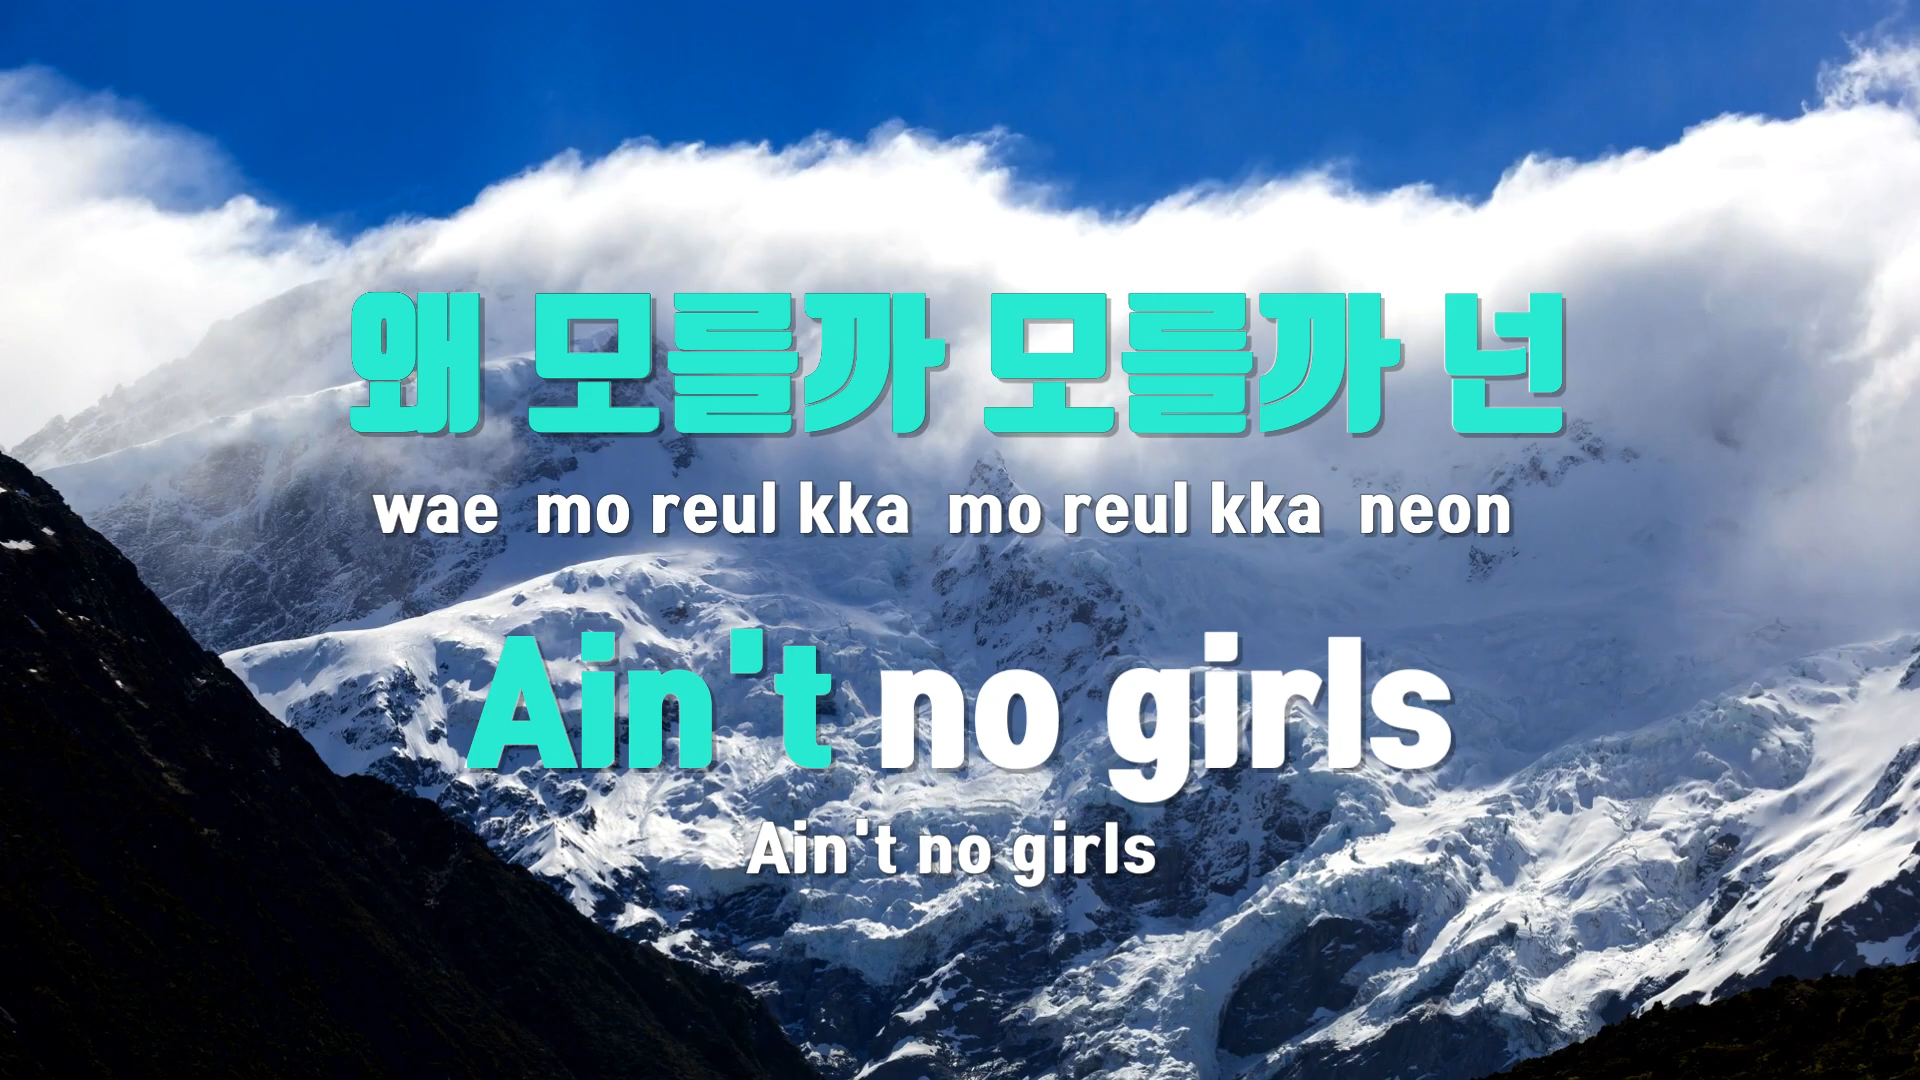 왜 모를까 모를까 넌
wae mo reul kka mo reul kka neon
Ain't no girls
Ain't no girls